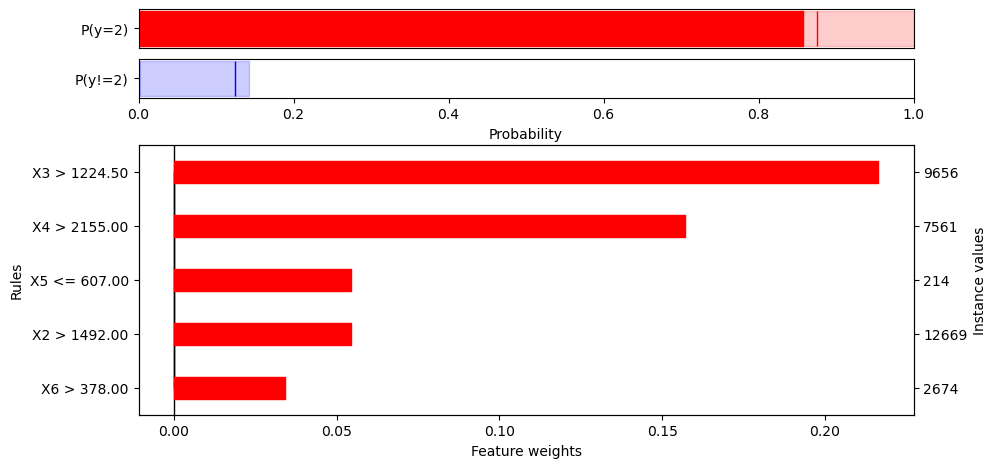 P(y=2)
P(y!=2)
0.0 0.2 0.4 0.6 0.8 1.0
Probability
X3 > 1224.50 9656
X4 > 2155.00 7561
X5 <= 607.00 214
X2 > 1492.00 12669
X6 > 378.00 2674
Rules
Instance values
0.00 0.05 0.10 0.15 0.20
Feature weights